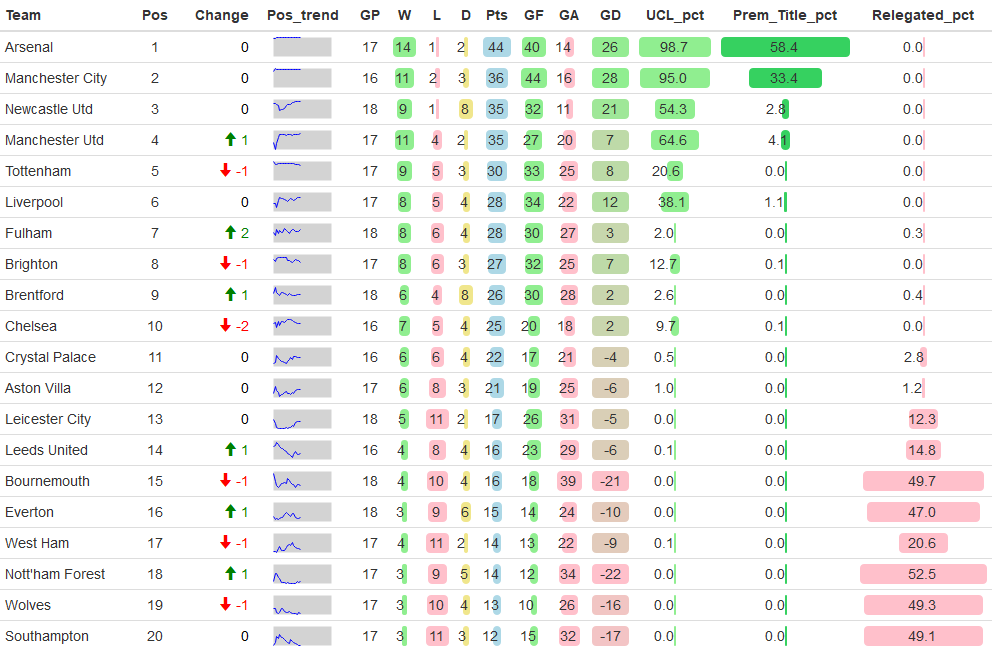 Team Pos Change Pos_trend GP W L D Pts GF GA GD UCL_pct Prem_Title_pct Relegated_pct
Arsenal 1 0 17 14 1 2 44 40 14 26 98.7 58.4 0.0
Manchester City 2 0 16 11 2 3 36 44 16 28 95.0 33.4 0.0
Newcastle Utd 3 0 18 9 1 8 35 32 11 21 54.3 2.8 0.0
Manchester Utd 4 1 17 11 4 2 35 27 20 7 64.6 4.1 0.0
Tottenham 5 -1 17 9 5 3 30 33 25 8 20.6 0.0 0.0
Liverpool 6 0 17 8 5 4 28 34 22 12 38.1 1.1 0.0
Fulham 7 2 18 8 6 4 28 30 27 3 2.0 0.0 0.3
Brighton 8 -1 17 8 6 3 27 32 25 7 12.7 0.1 0.0
Brentford 9 1 18 6 4 8 26 30 28 2 2.6 0.0 0.4
Chelsea 10 -2 16 7 5 4 25 20 18 2 9.7 0.1 0.0
Crystal Palace 11 0 16 6 6 4 22 17 21 -4 0.5 0.0 2.8
Aston Villa 12 0 17 6 8 3 21 19 25 -6 1.0 0.0 1.2
Leicester City 13 0 18 5 11 2 17 26 31 -5 0.0 0.0 12.3
Leeds United 14 1 16 4 8 4 16 23 29 -6 0.1 0.0 14.8
Bournemouth 15 -1 18 4 10 4 16 18 39 -21 0.0 0.0 49.7
Everton 16 1 18 3 9 6 15 14 24 -10 0.0 0.0 47.0
West Ham 17 -1 17 4 11 2 14 13 22 -9 0.1 0.0 20.6
Nott'ham Forest 18 1 17 3 9 5 14 12 34 -22 0.0 0.0 52.5
Wolves 19 -1 17 3 10 4 13 10 26 -16 0.0 0.0 49.3
Southampton 20 0 17 3 11 3 12 15 32 -17 0.0 0.0 49.1